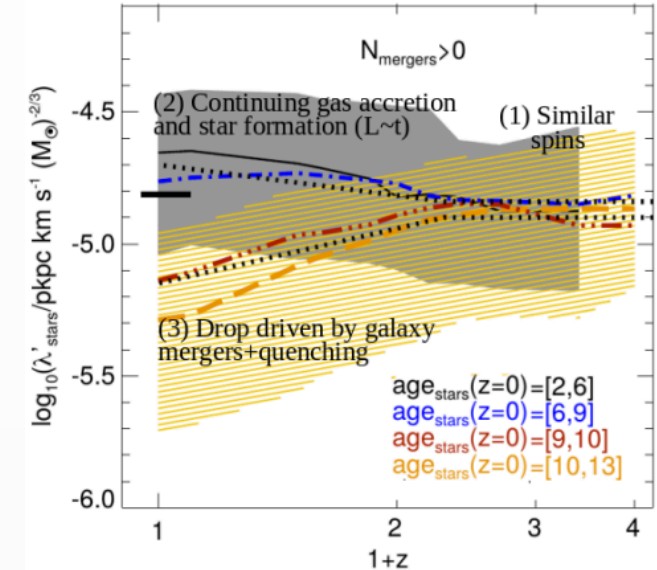 N_mergers>0
(2) Continuing gas accretion
and star formation (L~t)
(1) Similar
spins
(3) Drop driven by galaxy
mergers+quenching
age_stars(z=0)=[2,6]
age_stars(z=0)=[6,9]
age_stars(z=0)=[9,10]
age_stars(z=0)=[10,13]
log10(λ'stars/pkpc km s^-1 (M⊙)^-2/3)
-4.5
-5.0
-5.5
-6.0
1 2 3 4
1+z